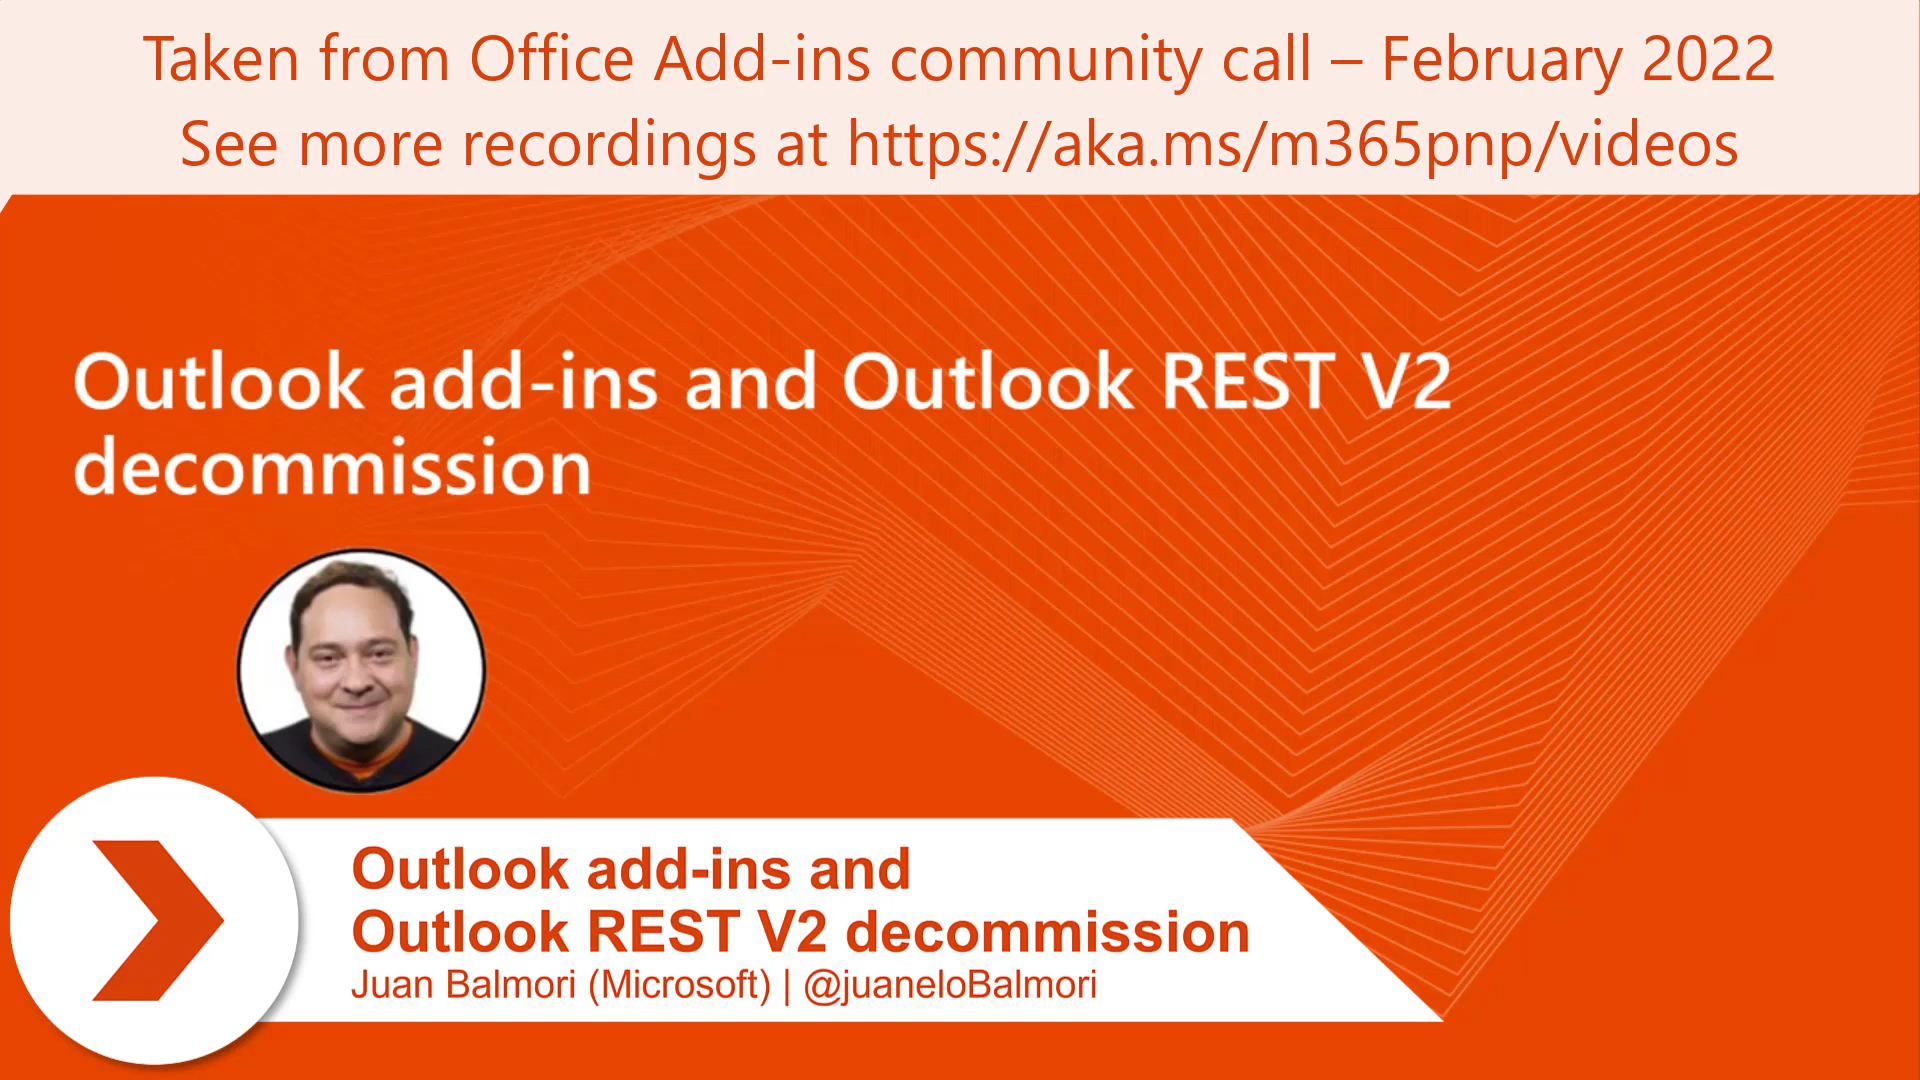 Taken from Office Add-ins community call – February 2022
See more recordings at https://aka.ms/m365pnp/videos
Outlook add-ins and Outlook REST V2
decommission
Outlook add-ins and
Outlook REST V2 decommission
Juan Balmori (Microsoft) | @juaneloBalmori